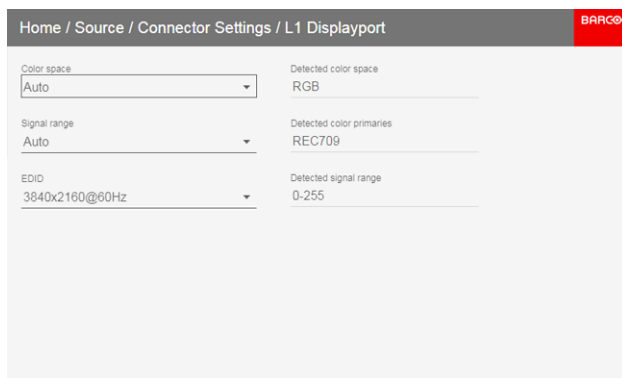 Home / Source / Connector Settings / L1 Displayport
BARCO
Color space
Auto
Detected color space
RGB
Signal range
Auto
Detected color primaries
REC709
EDID
3840x2160@60Hz
Detected signal range
0-255